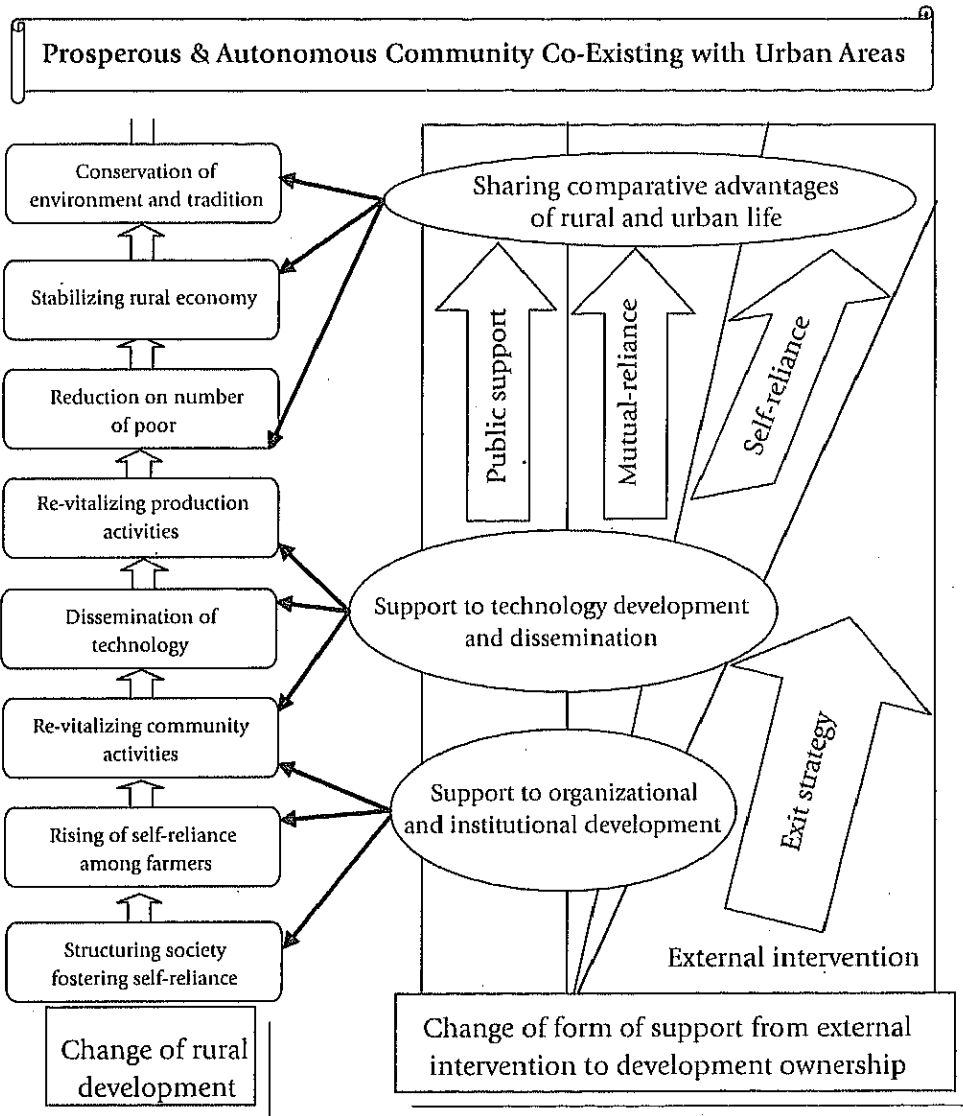 Prosperous & Autonomous Community Co-Existing with Urban Areas
Conservation of
environment and tradition
Stabilizing rural economy
Reduction on number
of poor
Re-vitalizing production
activities
Dissemination of
technology
Re-vitalizing community
activities
Rising of self-reliance
among farmers
Structuring society
fostering self-reliance
Change of rural
development
Sharing comparative advantages
of rural and urban life
Public support
Mutual-reliance
Self-reliance
Support to technology development
and dissemination
Support to organizational
and institutional development
Exit strategy
External intervention
Change of form of support from external
intervention to development ownership